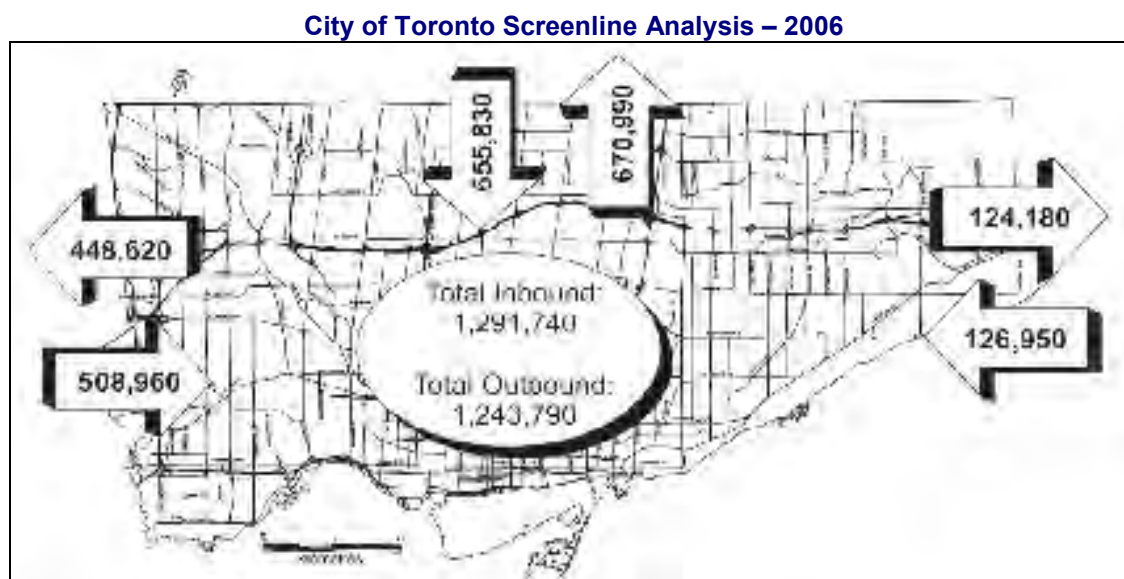 City of Toronto Screenline Analysis – 2006
655,830
670,990
448,620
124,180
Total Inbound:
1,291,740
126,950
508,960
Total Outbound:
1,243,790